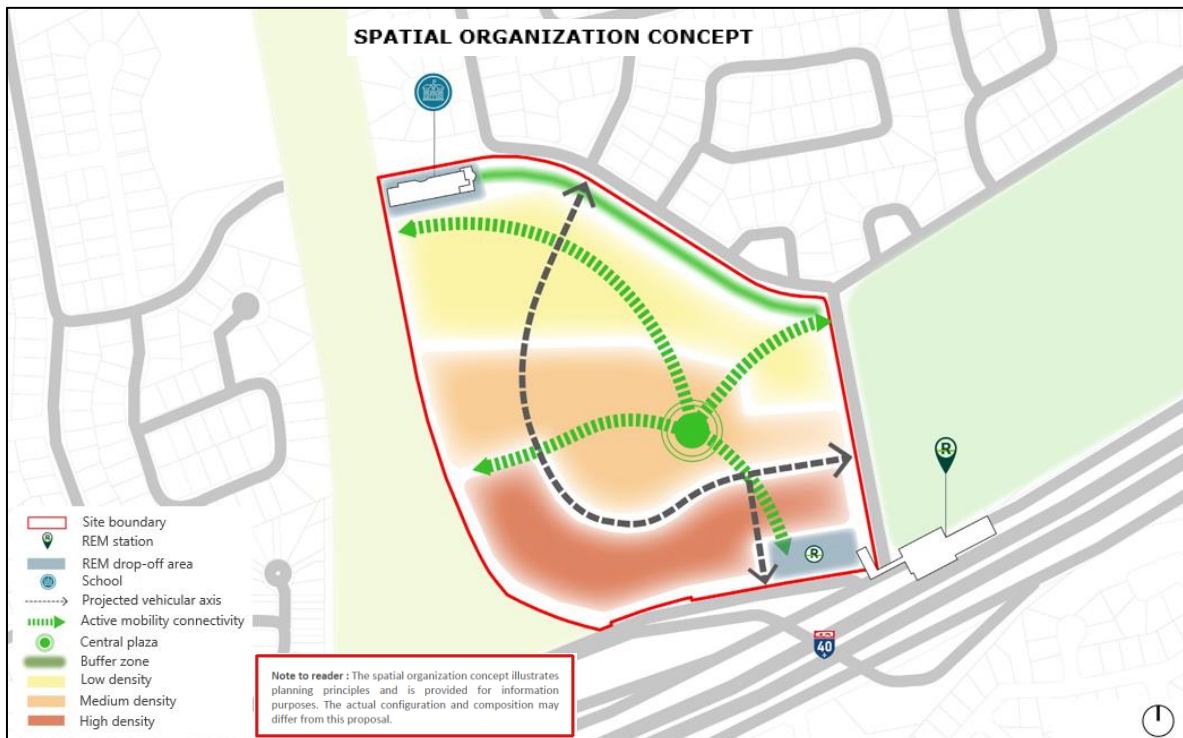 SPATIAL ORGANIZATION CONCEPT
R
R
40
Site boundary
R
REM station
REM drop-off area
School
Projected vehicular axis
Active mobility connectivity
Central plaza
Buffer zone
Low density
Medium density
High density
Note to reader : The spatial organization concept illustrates
planning principles and is provided for information
purposes. The actual configuration and composition may
differ from this proposal.